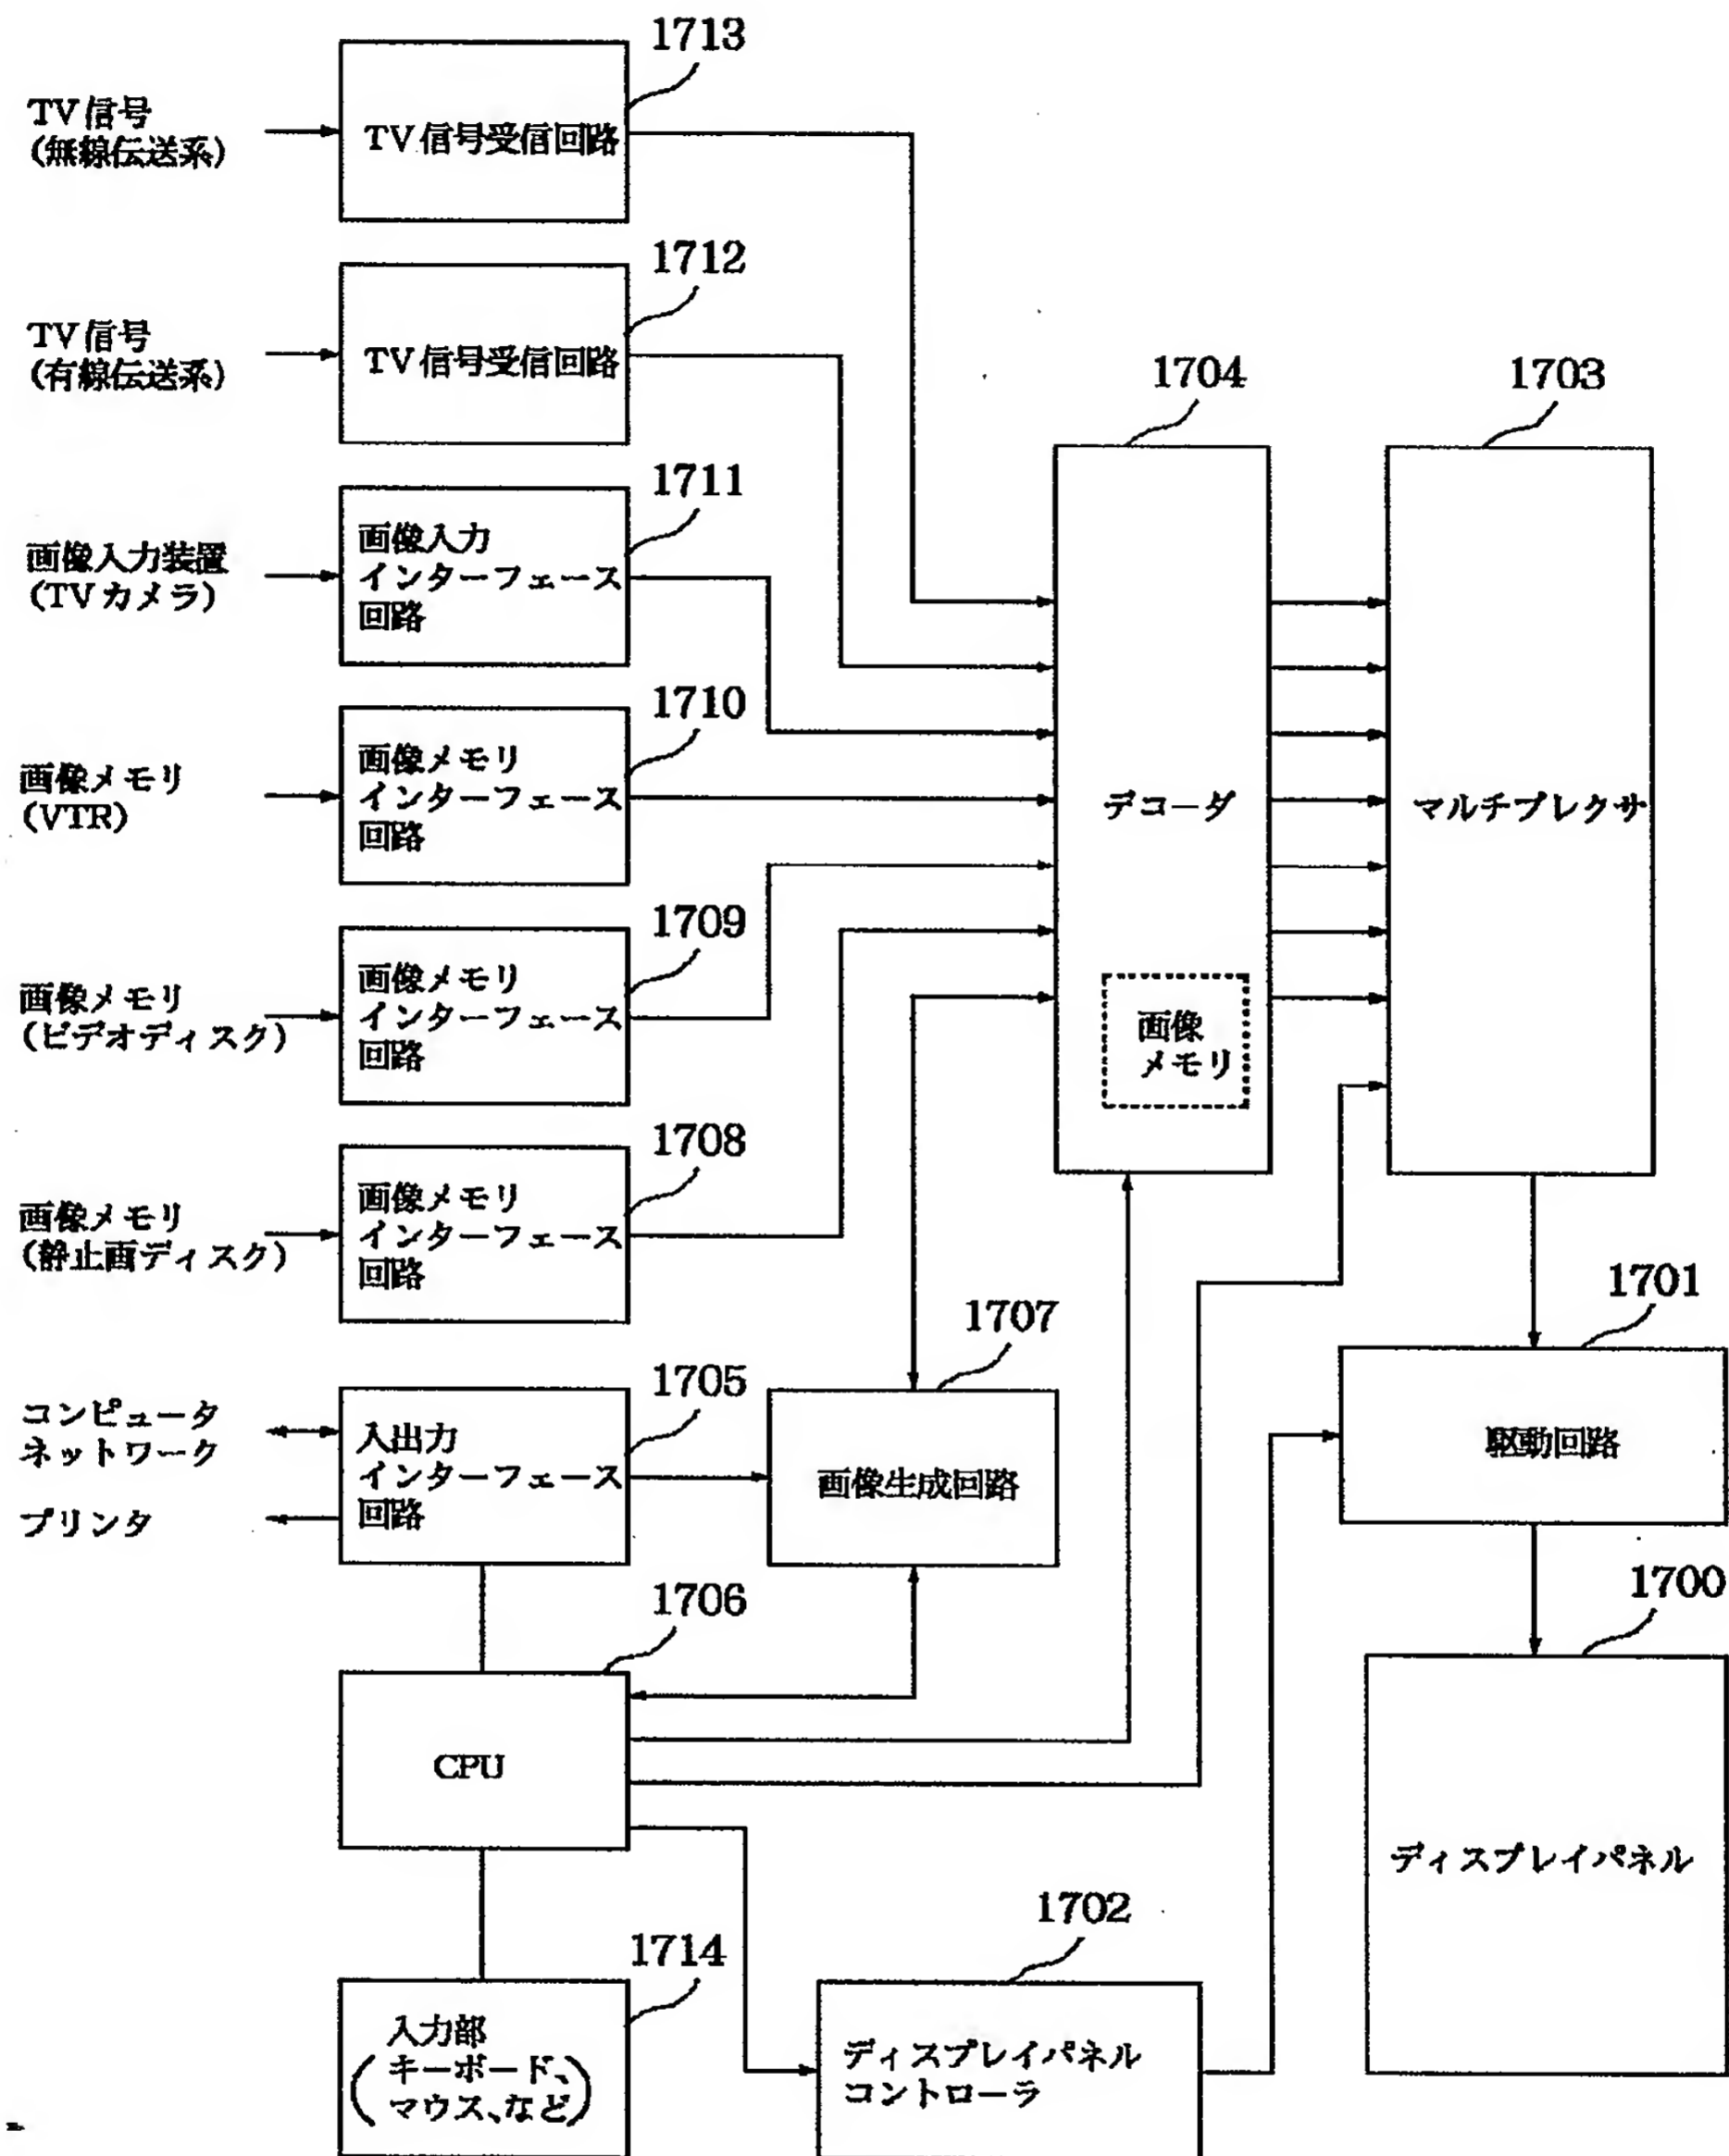 1713
TV信号
(無線伝送系)
TV信号受信回路
1712
TV信号
(有線伝送系)
TV信号受信回路
1711
画像入力装置
(TVカメラ)
画像入力
インターフェース
回路
1710
画像メモリ
(VTR)
画像メモリ
インターフェース
回路
1709
画像メモリ
(ビデオディスク)
画像メモリ
インターフェース
回路
1708
画像メモリ
(静止画ディスク)
画像メモリ
インターフェース
回路
1704
デコーダ
画像
メモリ
1703
マルチプレクサ
1705
コンピュータ
ネットワーク
プリンタ
入出力
インターフェース
回路
1707
画像生成回路
1701
駆動回路
1706
CPU
1700
ディスプレイパネル
1714
入力部
(キーボード、
マウス、など)
1702
ディスプレイパネル
コントローラ